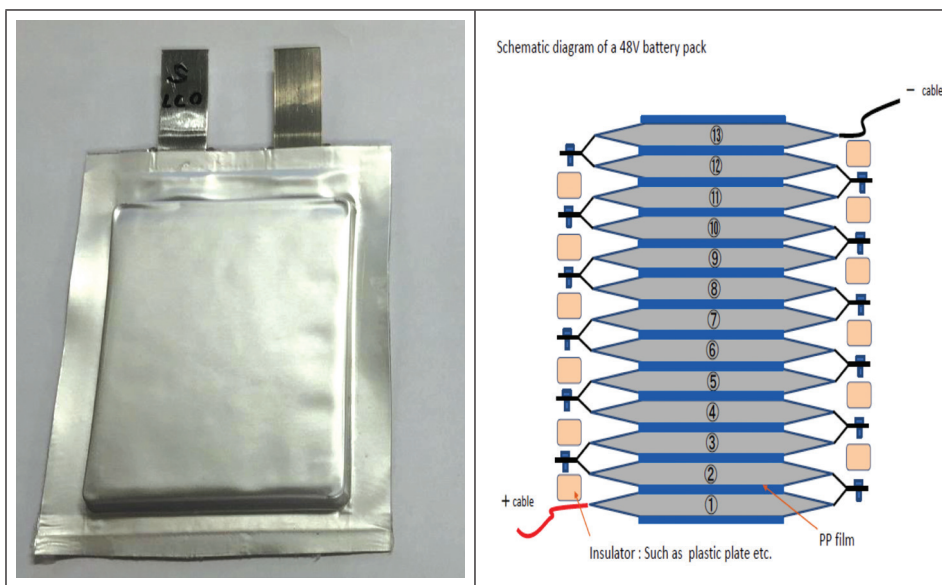 S
LCO
Schematic diagram of a 48V battery pack
− cable
⑬
⑫
⑪
⑩
⑨
⑧
⑦
⑥
⑤
④
③
②
①
+ cable
PP film
Insulator : Such as plastic plate etc.